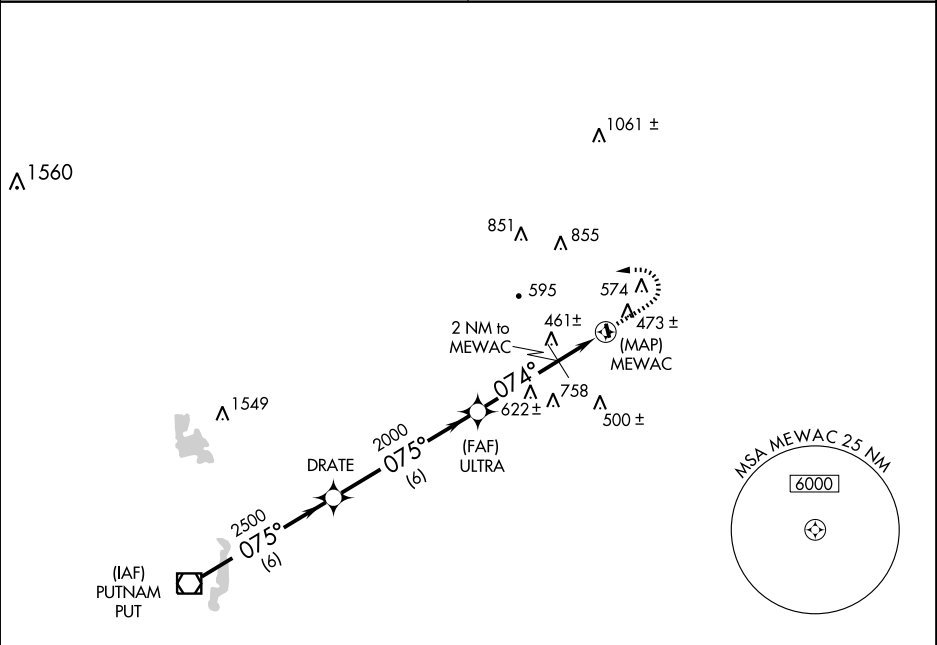 1061 ±
1560
851
855
595
574
461±
473 ±
2 NM to
MEWAC
(MAP)
MEWAC
074°
758
622±
500 ±
1549
2000
075°
(6)
(FAF)
ULTRA
DRATE
2500
075°
(6)
(IAF)
PUTNAM
PUT
MSA MEWAC 25 NM
6000